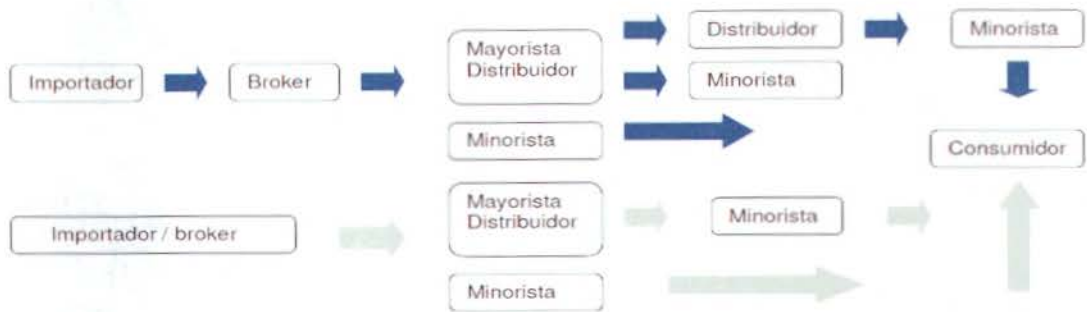 Importador
Broker
Mayorista
Distribuidor
Distribuidor
Minorista
Minorista
Minorista
Consumidor
Importador / broker
Mayorista
Distribuidor
Minorista
Minorista